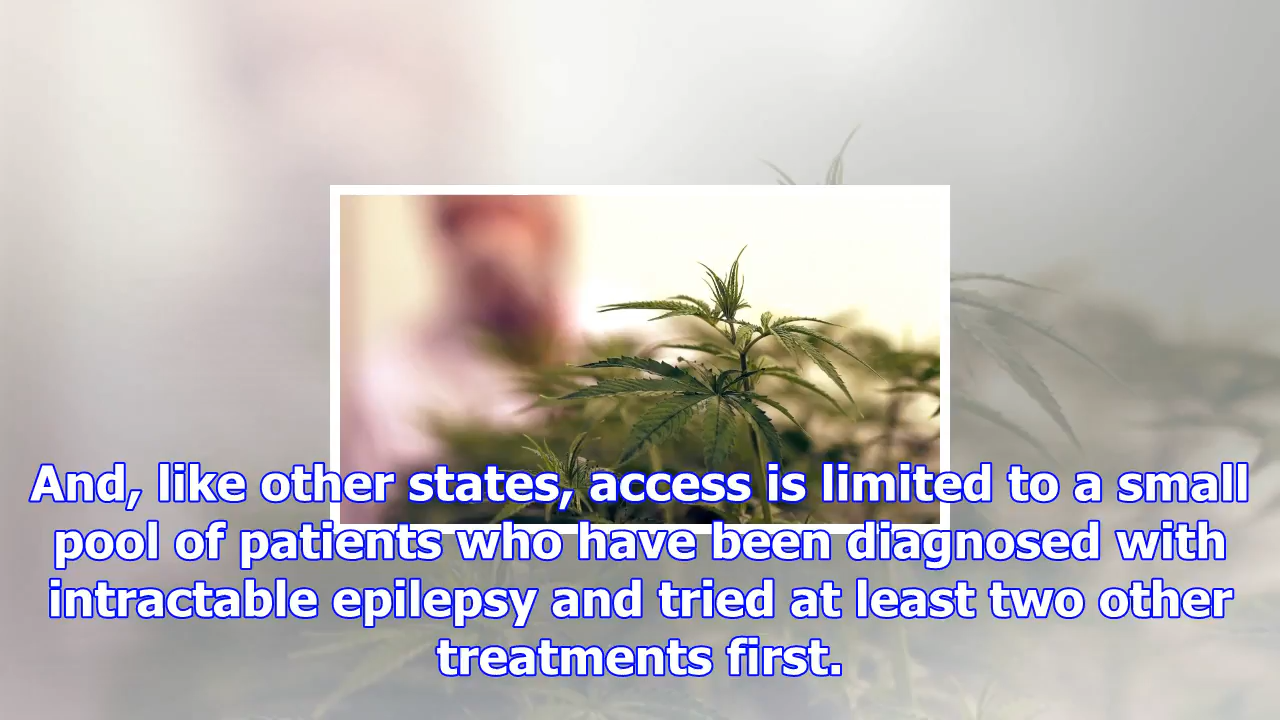 And, like other states, access is limited to a small
pool of patients who have been diagnosed with
intractable epilepsy and tried at least two other
treatments first.